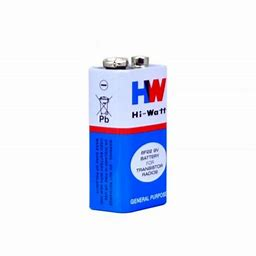 HW
Hi-Watt
Pb
6F22 9V
BATTERY
FOR
TRANSISTOR
RADIOS
GENERAL PURPOSE